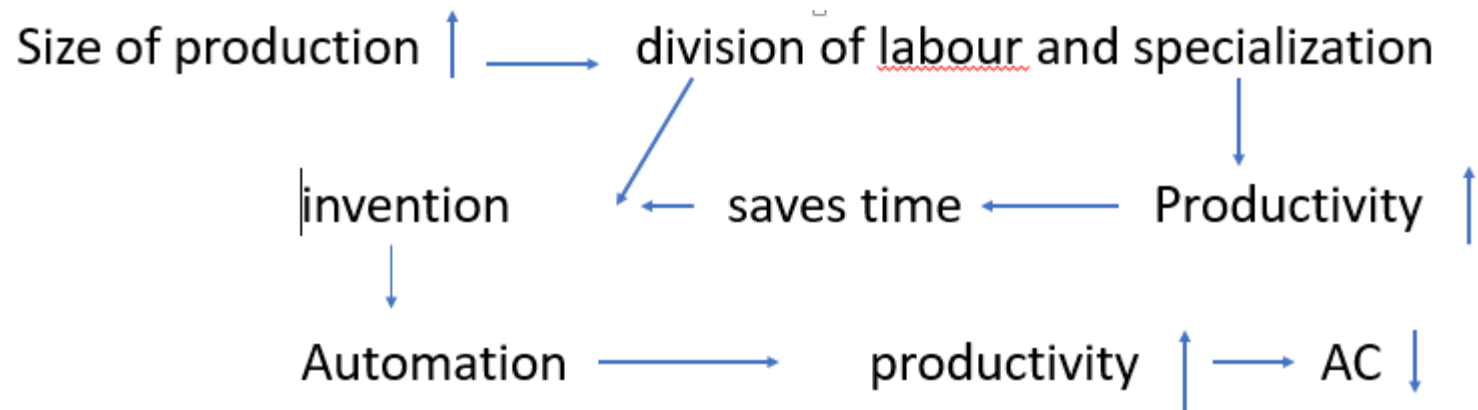 Size of production division of labour and specialization
invention saves time Productivity
Automation productivity AC